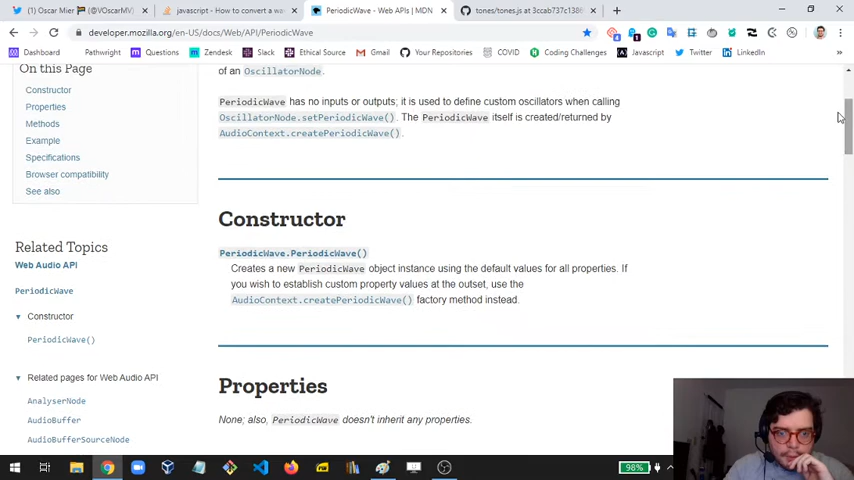 (1) Oscar Mier
@VOscarMV)
javascript - How to convert a wav
PeriodicWave - Web APIs | MDN
tones/tones.js at 3ccab737c1386
developer.mozilla.org/en-US/docs/Web/API/PeriodicWave
Dashboard
Pathwright
Questions
Zendesk
Slack
Ethical Source
Gmail
Your Repositories
COVID
Coding Challenges
Javascript
Twitter
LinkedIn
On this Page
Constructor
Properties
Methods
Example
Specifications
Browser compatibility
See also
Related Topics
Web Audio API
PeriodicWave
Constructor
PeriodicWave()
Related pages for Web Audio API
AnalyserNode
AudioBuffer
AudioBufferSourceNode
of an OscillatorNode.
PeriodicWave has no inputs or outputs; it is used to define custom oscillators when calling
OscillatorNode.setPeriodicWave(). The PeriodicWave itself is created/returned by
AudioContext.createPeriodicWave().
Constructor
PeriodicWave.PeriodicWave()
Creates a new PeriodicWave object instance using the default values for all properties. If
you wish to establish custom property values at the outset, use the
AudioContext.createPeriodicWave() factory method instead.
Properties
None; also, PeriodicWave doesn't inherit any properties.
98%